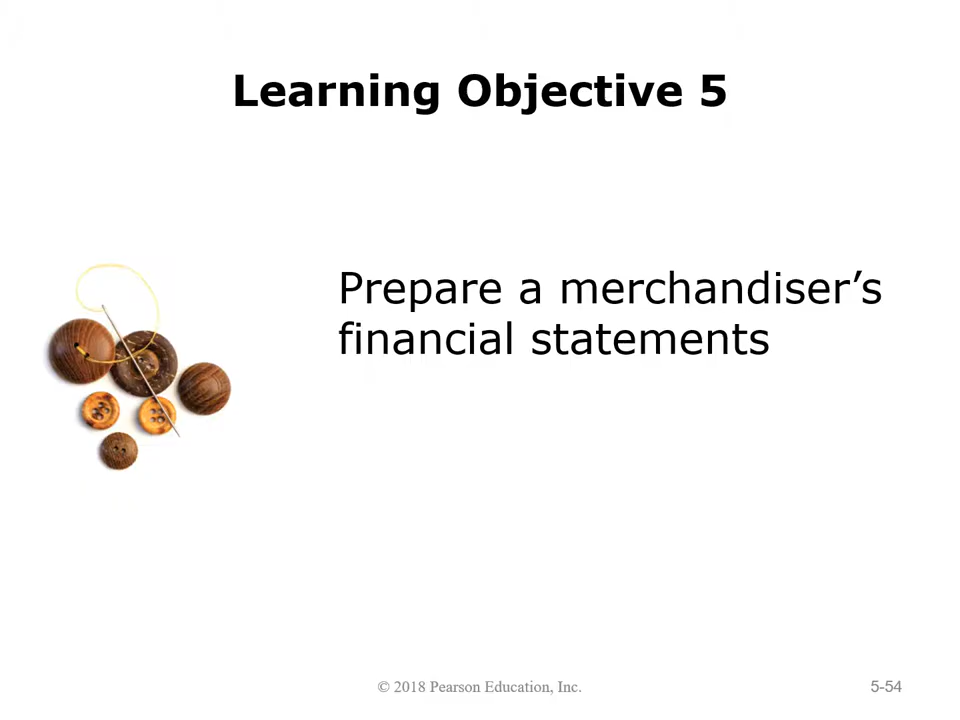 Learning Objective 5
Prepare a merchandiser’s
financial statements
© 2018 Pearson Education, Inc.
5-54